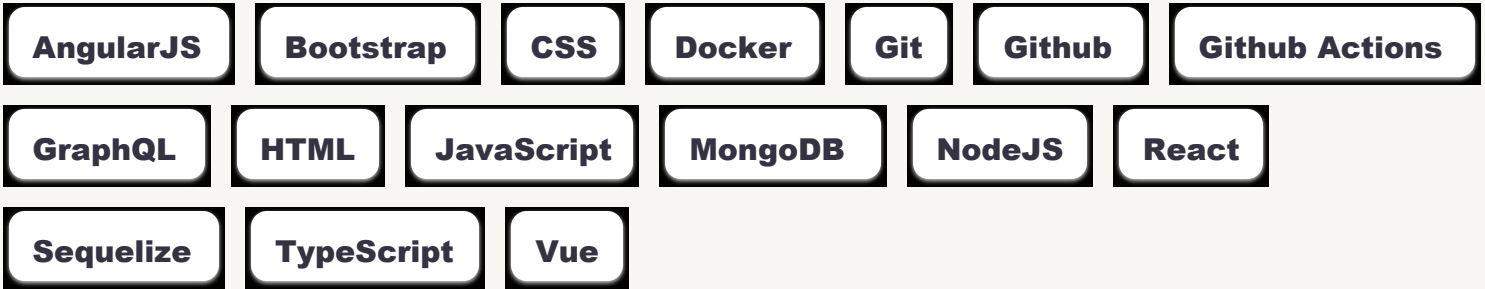 AngularJS Bootstrap CSS Docker Git Github Github Actions
GraphQL HTML JavaScript MongoDB NodeJS React
Sequelize TypeScript Vue